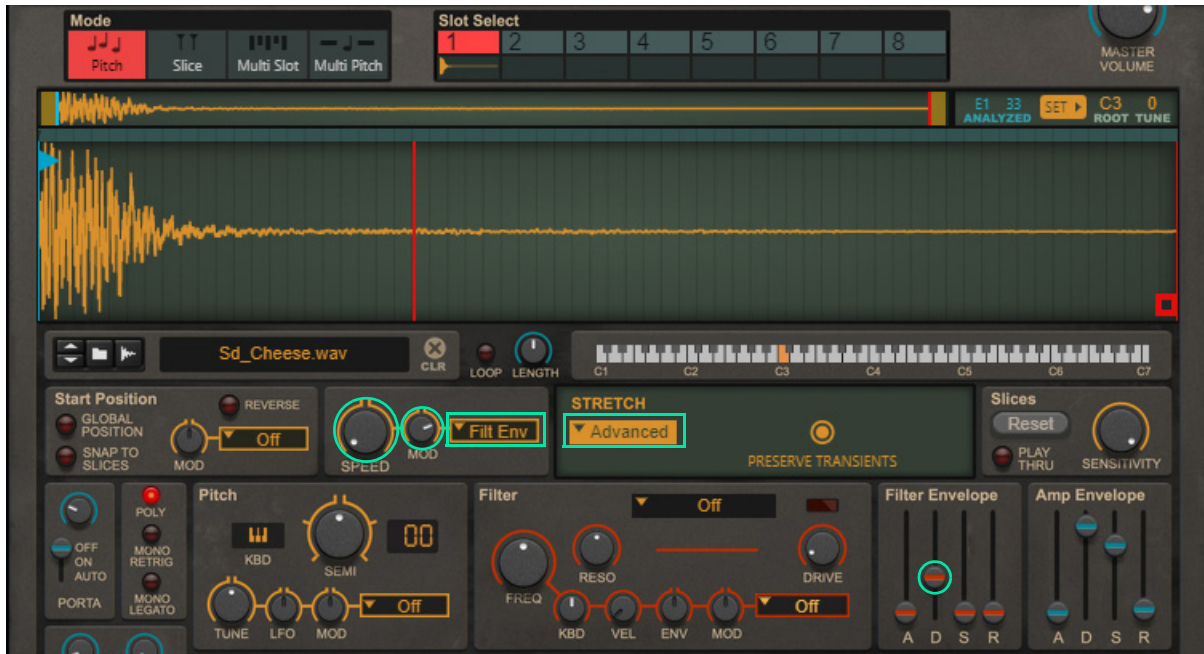 Mode
Slot Select
Pitch Slice Multi Slot Multi Pitch
1 2 3 4 5 6 7 8
MASTER
VOLUME
E1 33 SET C3 0
ANALYZED ROOT TUNE
Sd_Cheese.wav
CLR
LOOP LENGTH
C1 C2 C3 C4 C5 C6 C7
Start Position
GLOBAL
POSITION
SNAP TO
SLICES
REVERSE
MOD
Off
SPEED
MOD
Filt Env
STRETCH
Advanced
PRESERVE TRANSIENTS
Slices
Reset
PLAY
THRU
SENSITIVITY
OFF
ON
AUTO
PORTA
POLY
MONO
RETRIG
MONO
LEGATO
Pitch
KBD
SEMI
00
TUNE LFO MOD
Off
Filter
Off
FREQ
RESO
DRIVE
KBD VEL ENV MOD
Off
Filter Envelope
A D S R
Amp Envelope
A D S R